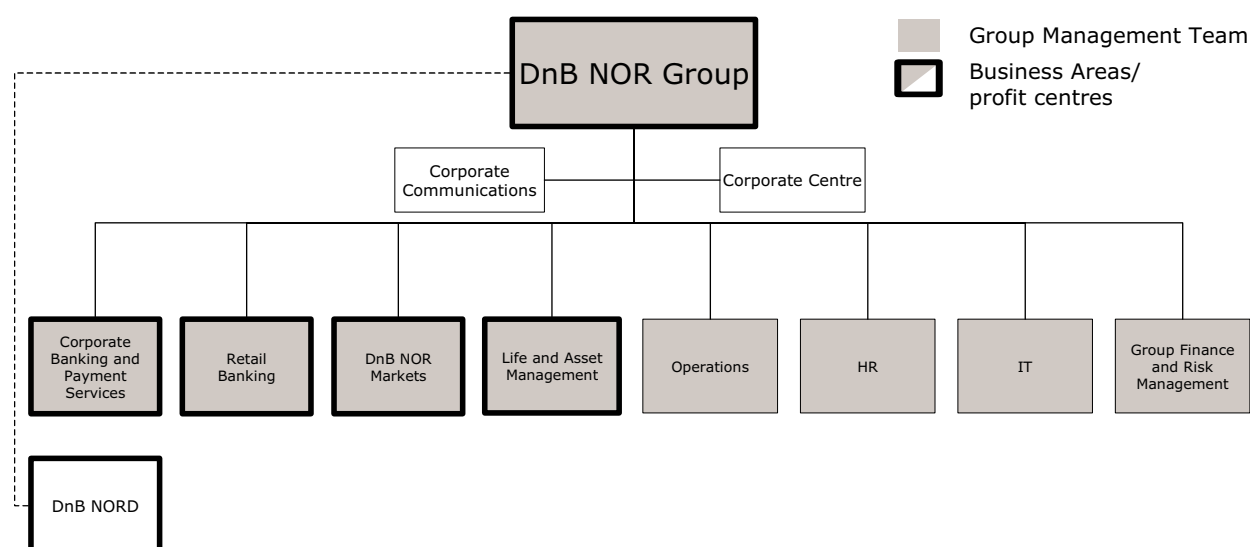 DnB NOR Group
Group Management Team
Business Areas/
profit centres
Corporate
Communications
Corporate Centre
Corporate
Banking and
Payment
Services
Retail
Banking
DnB NOR
Markets
Life and Asset
Management
Operations
HR
IT
Group Finance
and Risk
Management
DnB NORD